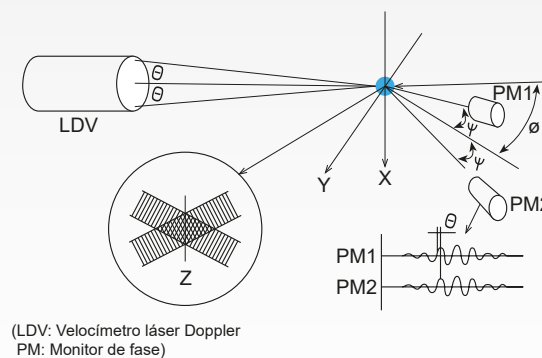 θ
θ
LDV
PM1
ψ
ø
ψ
Y
X
PM2
Z
θ
PM1
PM2
(LDV: Velocímetro láser Doppler
PM: Monitor de fase)